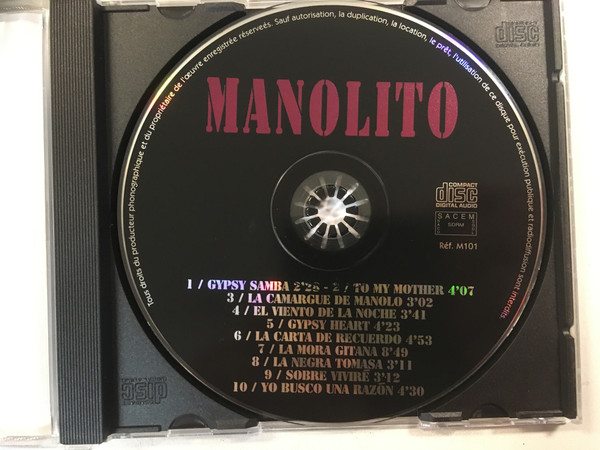 Tous droits du producteur phonographique et du propriétaire de l'œuvre enregistrée réserveés. Sauf autorisation, la duplication, la location, le prêt, l'utilisation de ce disque pour exécution publique et radiodiffusion sont interdits.
MANOLITO
COMPACT
disc
DIGITAL AUDIO
SACEM
SDRM
Réf. M101
1 / GYPSY SAMBA 2'28 - 2 / TO MY MOTHER 4'07
3 / LA CAMARGUE DE MANOLO 3'02
4 / EL VIENTO DE LA NOCHE 3'41
5 / GYPSY HEART 4'23
6 / LA CARTA DE RECUERDO 4'53
7 / LA MORA GITANA 8'49
8 / LA NEGRA TOMASA 3'11
9 / SOBRE VIVIRÉ 3'12
10 / YO BUSCO UNA RAZÓN 4'30
disc
disc